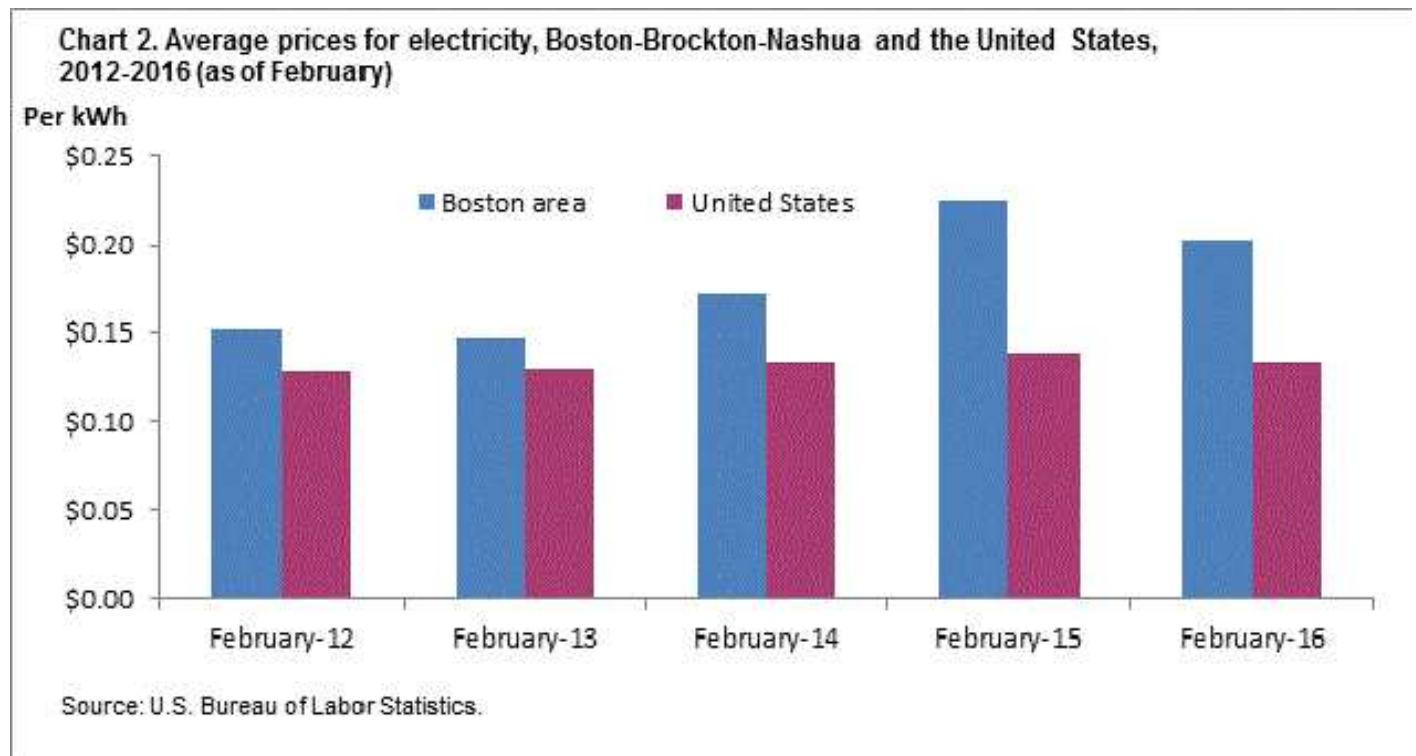 Chart 2. Average prices for electricity, Boston-Brockton-Nashua and the United States,
2012-2016 (as of February)
Per kWh
$0.25
$0.20
$0.15
$0.10
$0.05
$0.00
Boston area
United States
February-12
February-13
February-14
February-15
February-16
Source: U.S. Bureau of Labor Statistics.